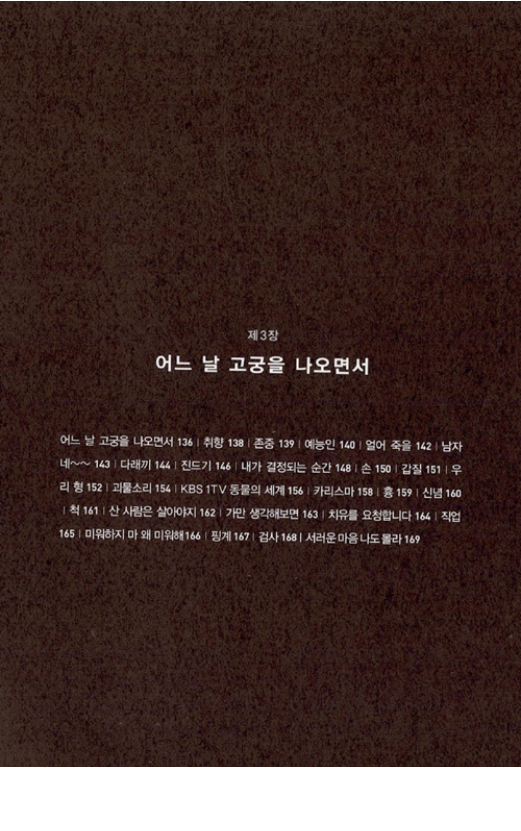 제3장
어느 날 고궁을 나오면서
어느 날 고궁을 나오면서 136 | 취향 138 | 존중 139 | 예능인 140 | 얼어 죽을 142 | 남자
네~~ 143 | 다래끼 144 | 진드기 146 | 내가 결정되는 순간 148 | 손 150 | 갑질 151 | 우
리 형 152 | 괴물소리 154 | KBS 1TV 동물의 세계 156 | 카리스마 158 | 흉 159 | 신념 160
| 척 161 | 산 사람은 살아야지 162 | 가만 생각해보면 163 | 치유를 요청합니다 164 | 직업
165 | 미워하지 마 왜 미워해 166 | 핑계 167 | 검사 168 | 서러운 마음 나도 몰라 169